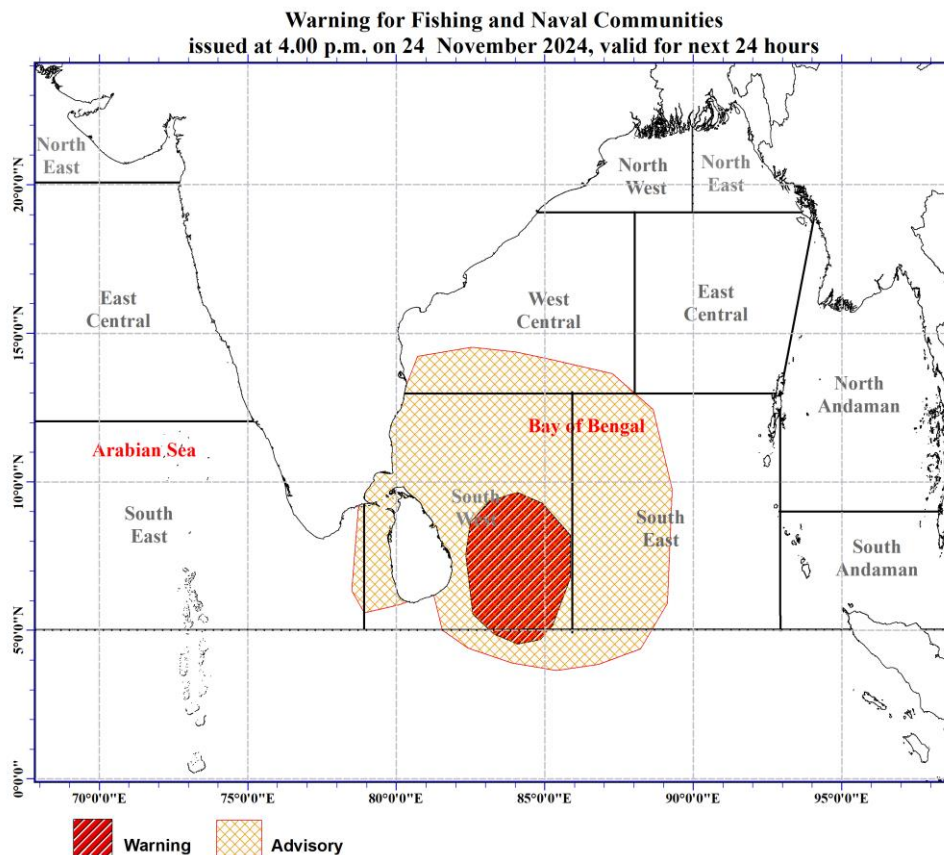 Warning for Fishing and Naval Communities
issued at 4.00 p.m. on 24 November 2024, valid for next 24 hours
North
East
North
West
North
East
20°0'0"N
East
Central
West
Central
East
Central
15°0'0"N
North
Andaman
Arabian Sea
Bay of Bengal
10°0'0"N
South
East
South
West
South
East
South
Andaman
5°0'0"N
0°0'0"
70°0'0"E
75°0'0"E
80°0'0"E
85°0'0"E
90°0'0"E
95°0'0"E
Warning
Advisory